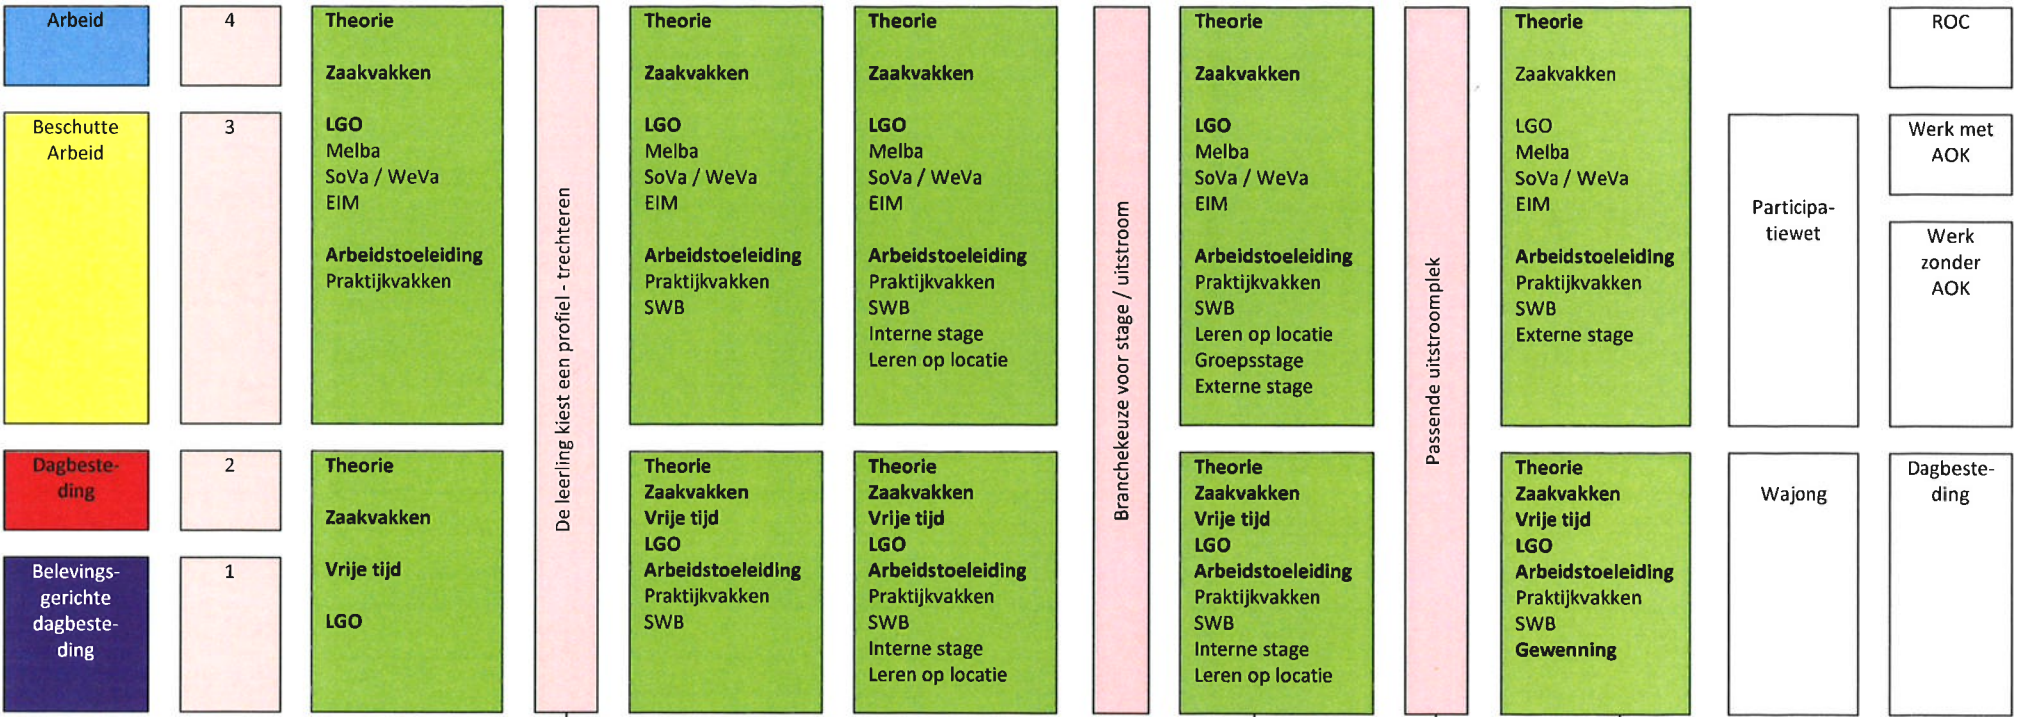 Arbeid
4
Beschutte
Arbeid
3
Dagbeste-
ding
2
Belevings-
gerichte
dagbeste-
ding
1
Theorie
Zaakvakken
LGO
Melba
SoVa / WeVa
EIM
Arbeidstoeleiding
Praktijkvakken
Theorie
Zaakvakken
Vrije tijd
LGO
De leerling kiest een profiel - trechteren
Theorie
Zaakvakken
LGO
Melba
SoVa / WeVa
EIM
Arbeidstoeleiding
Praktijkvakken
SWB
Theorie
Zaakvakken
Vrije tijd
LGO
Arbeidstoeleiding
Praktijkvakken
SWB
Theorie
Zaakvakken
LGO
Melba
SoVa / WeVa
EIM
Arbeidstoeleiding
Praktijkvakken
SWB
Interne stage
Leren op locatie
Theorie
Zaakvakken
Vrije tijd
LGO
Arbeidstoeleiding
Praktijkvakken
SWB
Interne stage
Leren op locatie
Branchekeuze voor stage / uitstroom
Theorie
Zaakvakken
LGO
Melba
SoVa / WeVa
EIM
Arbeidstoeleiding
Praktijkvakken
SWB
Leren op locatie
Groepsstage
Externe stage
Theorie
Zaakvakken
Vrije tijd
LGO
Arbeidstoeleiding
Praktijkvakken
SWB
Interne stage
Leren op locatie
Passende uitstroomplek
Theorie
Zaakvakken
LGO
Melba
SoVa / WeVa
EIM
Arbeidstoeleiding
Praktijkvakken
SWB
Externe stage
Theorie
Zaakvakken
Vrije tijd
LGO
Arbeidstoeleiding
Praktijkvakken
SWB
Gewenning
Participa-
tiewet
Wajong
ROC
Werk met
AOK
Werk
zonder
AOK
Dagbeste-
ding